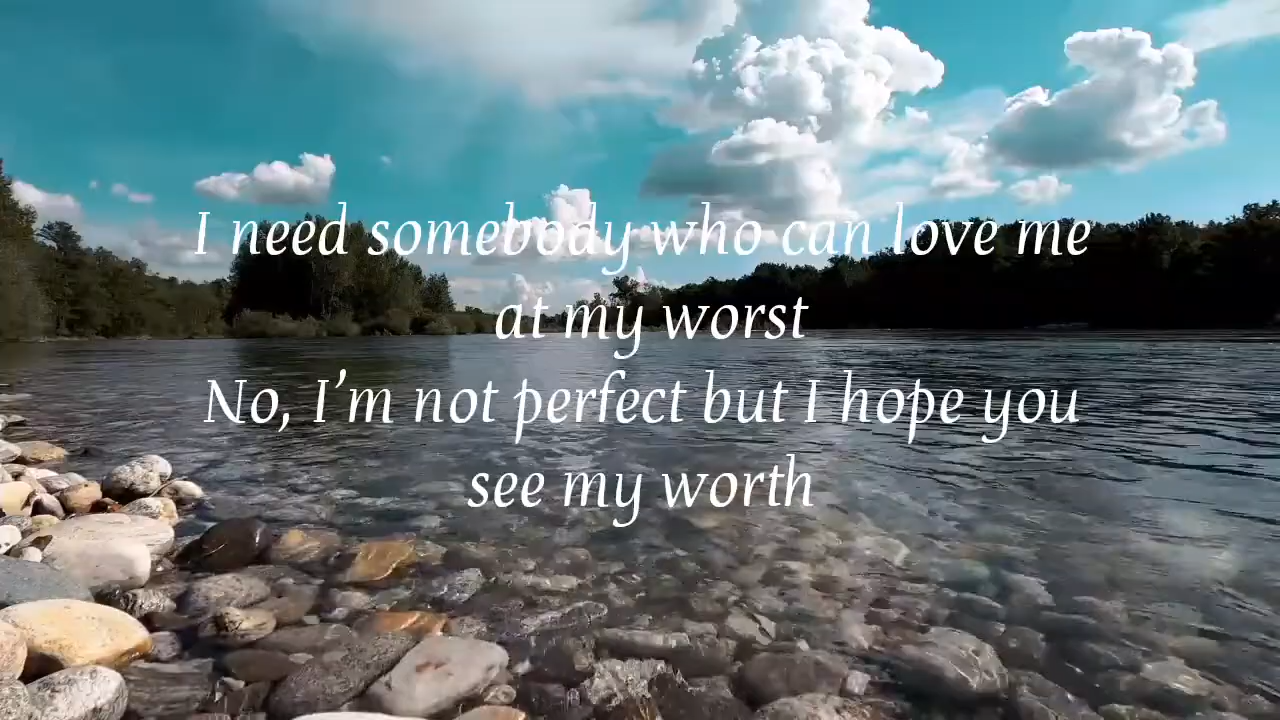 I need somebody who can love me
at my worst
No, I'm not perfect but I hope you
see my worth